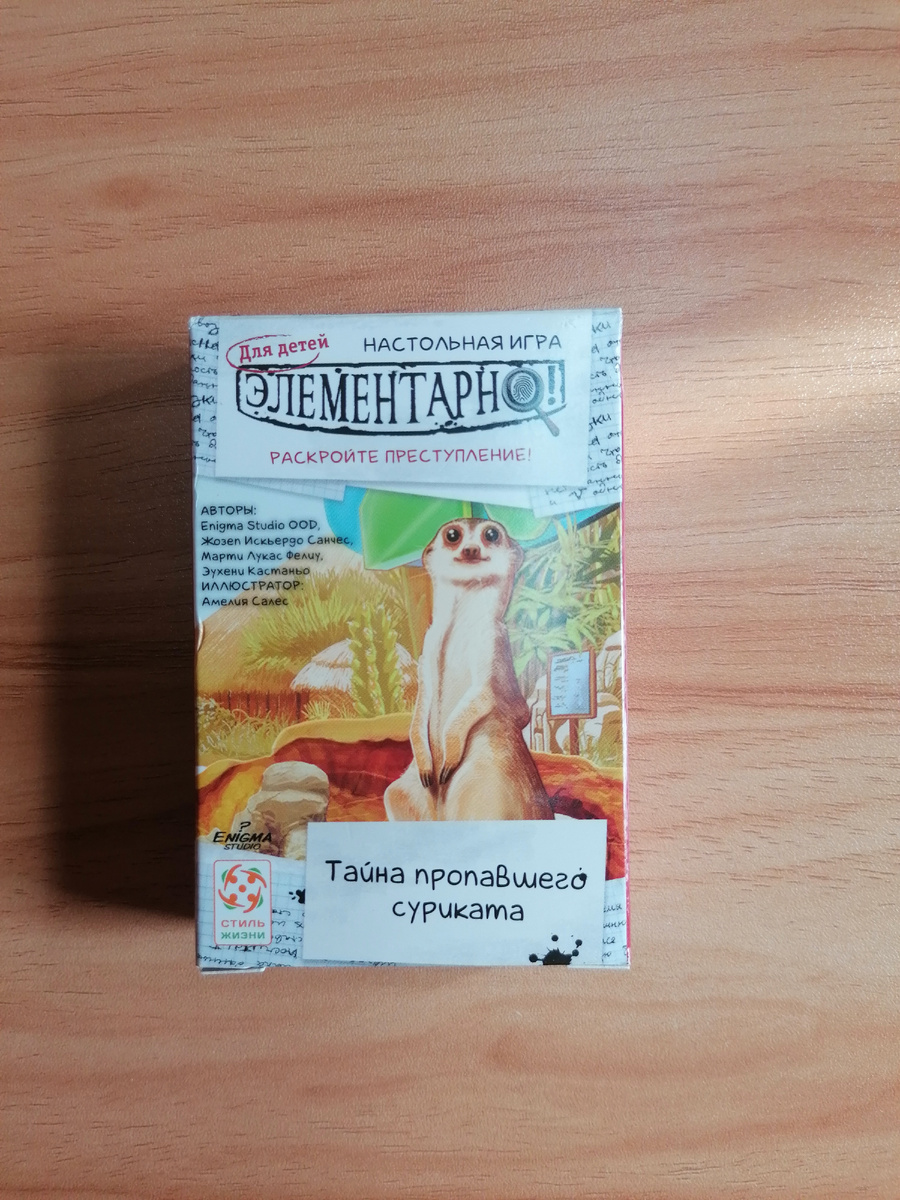 Для детей
НАСТОЛЬНАЯ ИГРА
ЭЛЕМЕНТАРНО!
РАСКРОЙТЕ ПРЕСТУПЛЕНИЕ!
АВТОРЫ:
Enigma Studio OOD,
Жозеп Искьердо Санчес,
Марти Лукас Фелиу,
Эухени Кастаньо
ИЛЛЮСТРАТОР:
Амелия Салес
ENIGMA
STUDIO
СТИЛЬ
ЖИЗНИ
Тайна пропавшего
суриката